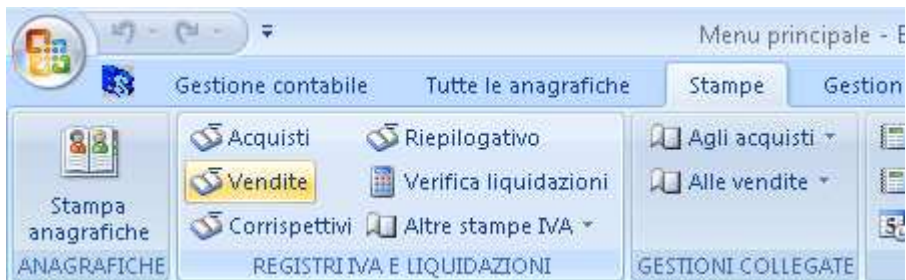 Menu principale - E
Gestione contabile Tutte le anagrafiche Stampe Gestion
Acquisti Riepilogativo Agli acquisti
Vendite Verifica liquidazioni Alle vendite
Stampa anagrafiche
Corrispettivi Altre stampe IVA
ANAGRAFICHE REGISTRI IVA E LIQUIDAZIONI GESTIONI COLLEGATE